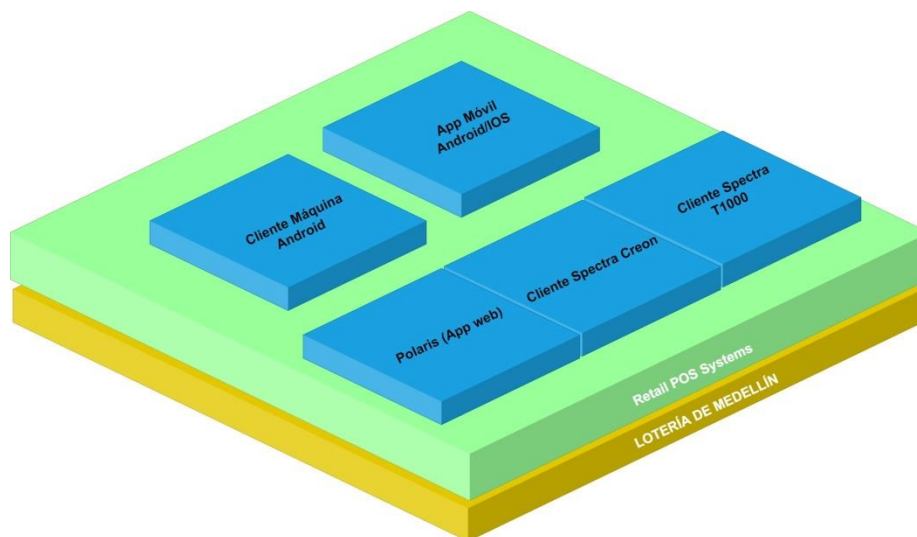 App Móvil
Android/IOS
Cliente Máquina
Android
Cliente Spectra
T1000
Cliente Spectra Creon
Polaris (App web)
Retail POS Systems
LOTERÍA DE MEDELLÍN